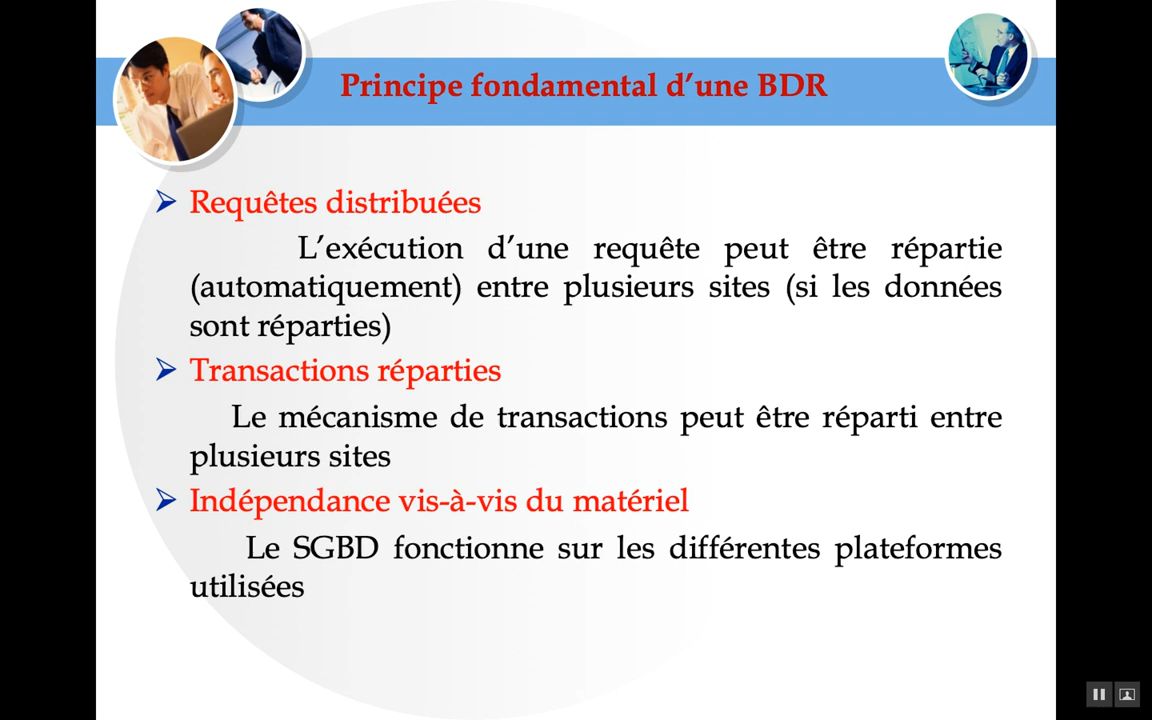 Principe fondamental d’une BDR
Requêtes distribuées
L’exécution d’une requête peut être répartie
(automatiquement) entre plusieurs sites (si les données
sont réparties)
Transactions réparties
Le mécanisme de transactions peut être réparti entre
plusieurs sites
Indépendance vis-à-vis du matériel
Le SGBD fonctionne sur les différentes plateformes
utilisées